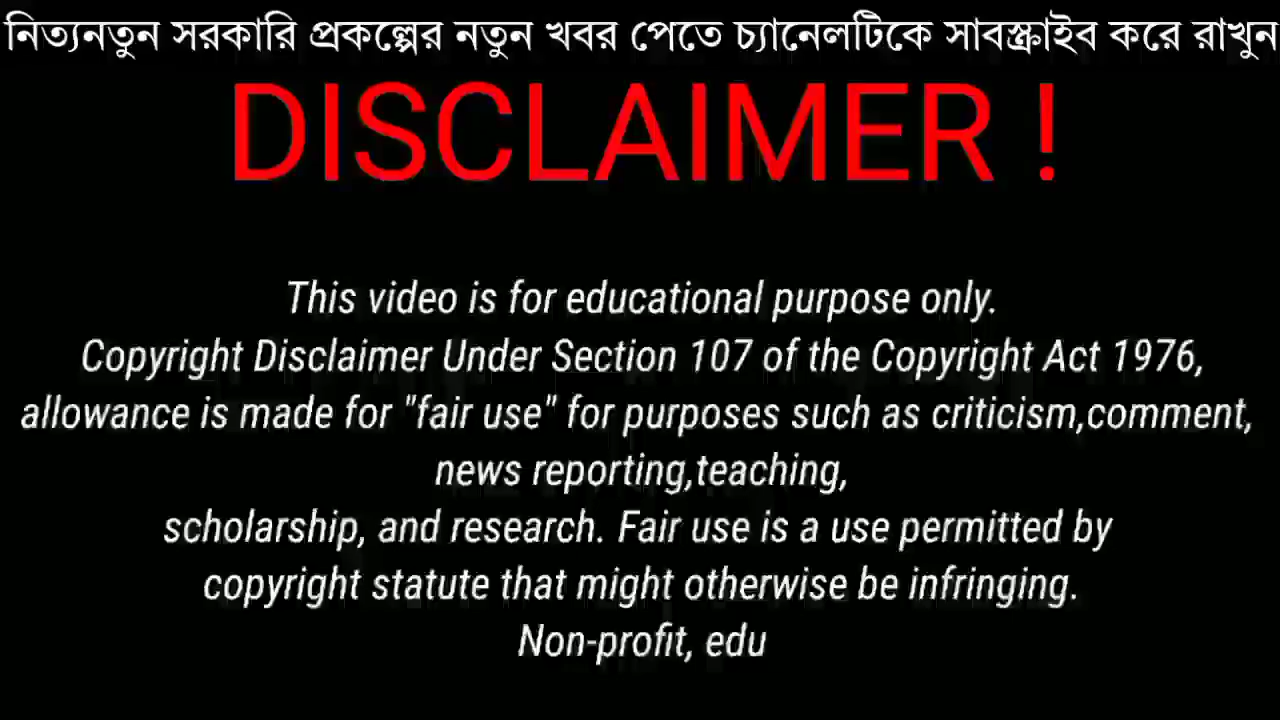 নিত্যনতুন সরকারি প্রকল্পের নতুন খবর পেতে চ্যানেলটিকে সাবস্ক্রাইব করে রাখুন
DISCLAIMER !
This video is for educational purpose only.
Copyright Disclaimer Under Section 107 of the Copyright Act 1976,
allowance is made for "fair use" for purposes such as criticism,comment,
news reporting,teaching,
scholarship, and research. Fair use is a use permitted by
copyright statute that might otherwise be infringing.
Non-profit, edu